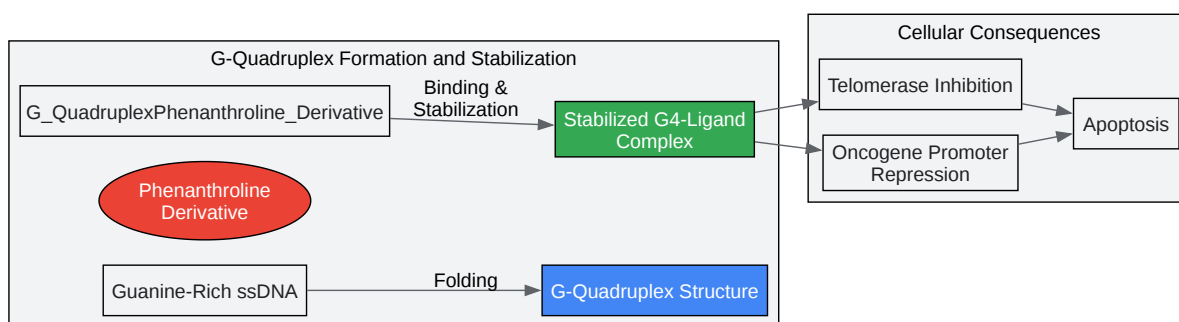 G-Quadruplex Formation and Stabilization
G_QuadruplexPhenanthroline_Derivative
Binding &
Stabilization
Stabilized G4-Ligand
Complex
Phenanthroline
Derivative
Guanine-Rich ssDNA
Folding
G-Quadruplex Structure
Cellular Consequences
Telomerase Inhibition
Oncogene Promoter
Repression
Apoptosis